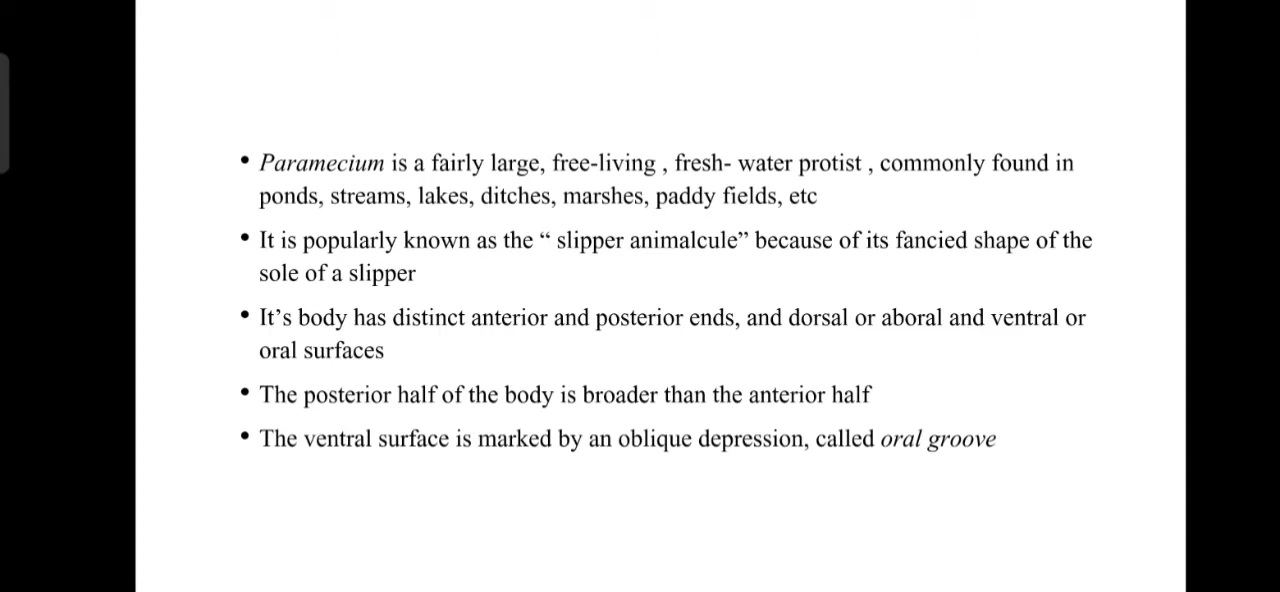 • Paramecium is a fairly large, free-living , fresh- water protist , commonly found in
ponds, streams, lakes, ditches, marshes, paddy fields, etc
• It is popularly known as the “ slipper animalcule” because of its fancied shape of the
sole of a slipper
• It’s body has distinct anterior and posterior ends, and dorsal or aboral and ventral or
oral surfaces
• The posterior half of the body is broader than the anterior half
• The ventral surface is marked by an oblique depression, called oral groove